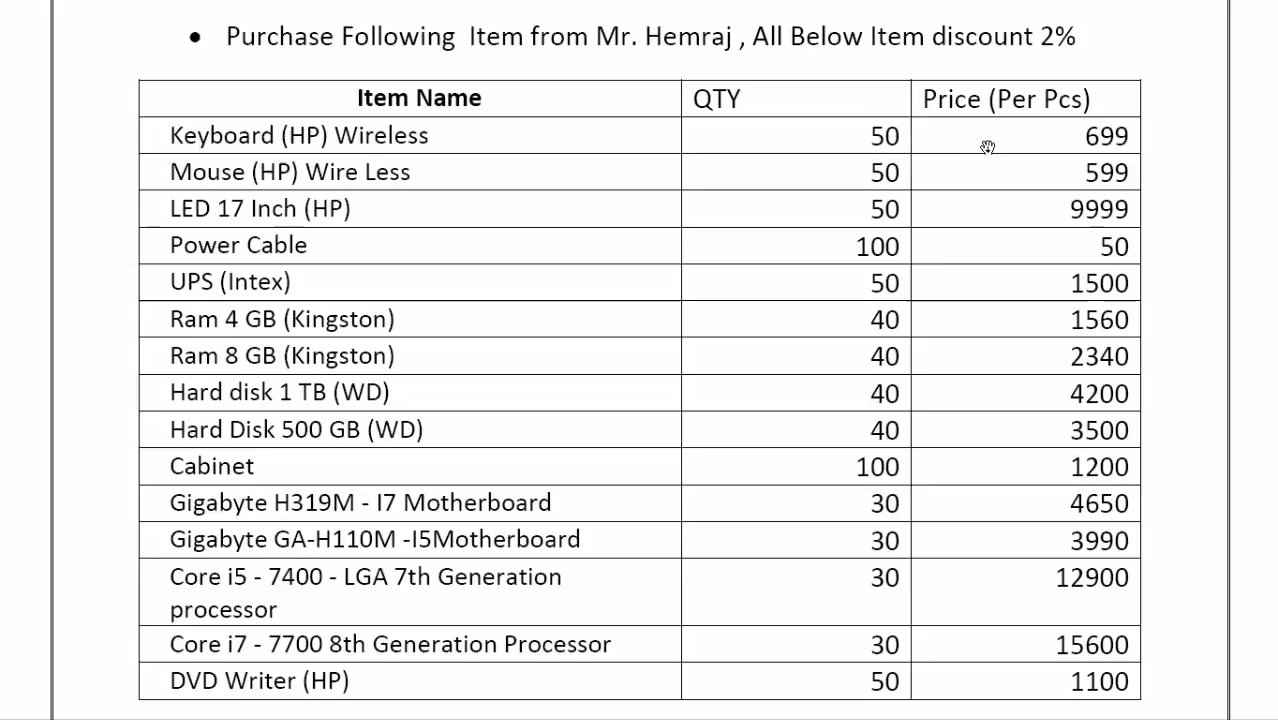 • Purchase Following Item from Mr. Hemraj , All Below Item discount 2%
Item Name QTY Price (Per Pcs)
Keyboard (HP) Wireless 50 699
Mouse (HP) Wire Less 50 599
LED 17 Inch (HP) 50 9999
Power Cable 100 50
UPS (Intex) 50 1500
Ram 4 GB (Kingston) 40 1560
Ram 8 GB (Kingston) 40 2340
Hard disk 1 TB (WD) 40 4200
Hard Disk 500 GB (WD) 40 3500
Cabinet 100 1200
Gigabyte H319M - I7 Motherboard 30 4650
Gigabyte GA-H110M -I5Motherboard 30 3990
Core i5 - 7400 - LGA 7th Generation 30 12900
processor
Core i7 - 7700 8th Generation Processor 30 15600
DVD Writer (HP) 50 1100